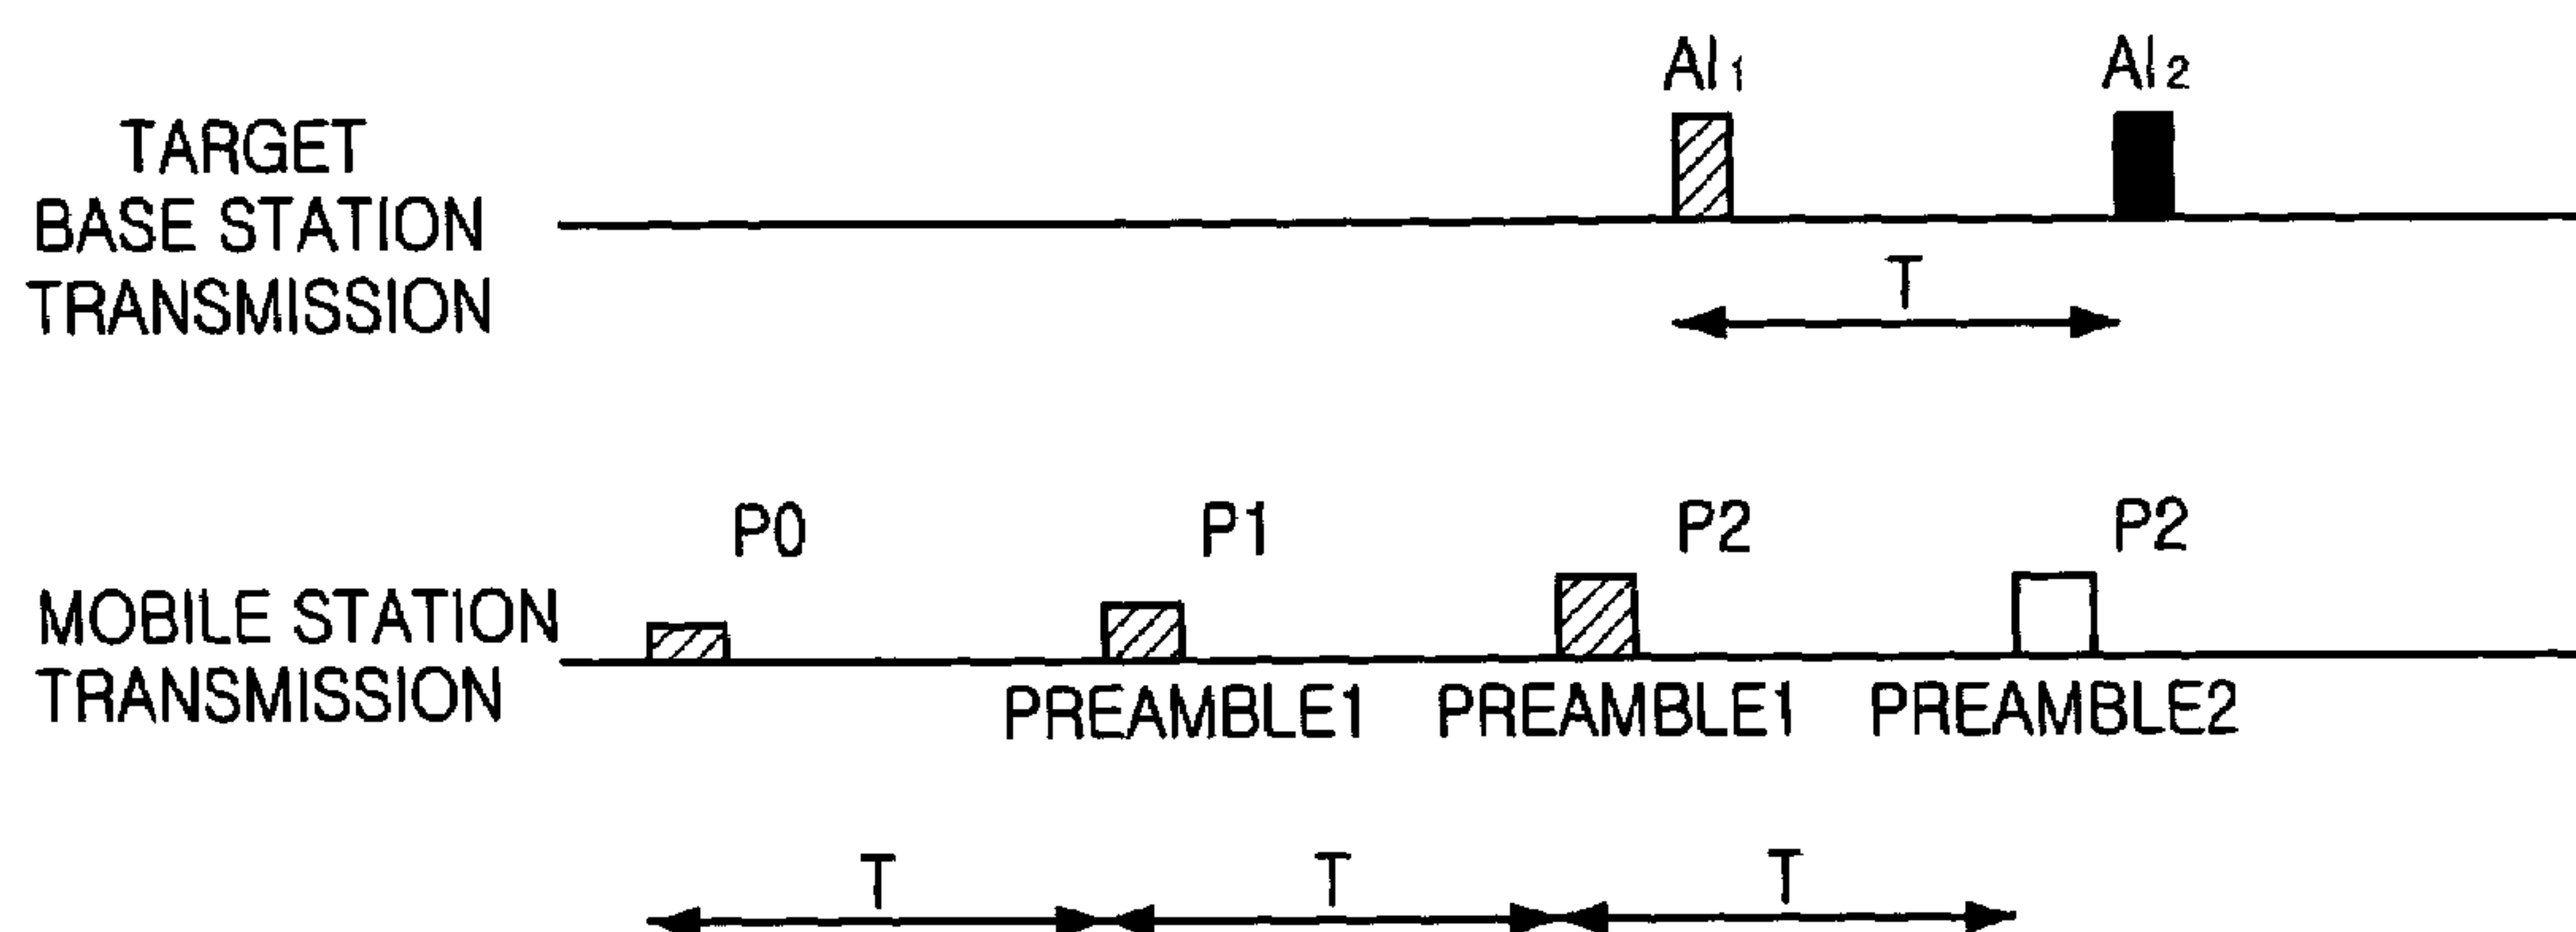 AI1 AI2
TARGET
BASE STATION
TRANSMISSION
T
P0 P1 P2 P2
MOBILE STATION
TRANSMISSION
PREAMBLE1 PREAMBLE1 PREAMBLE2
T T T